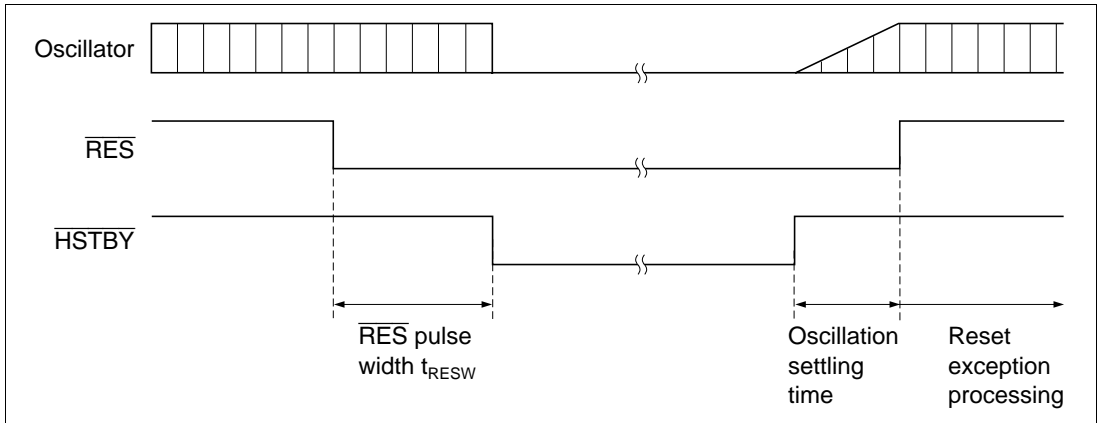 Oscillator
RES
HSTBY
RES pulse
width tRESW
Oscillation
settling
time
Reset
exception
processing